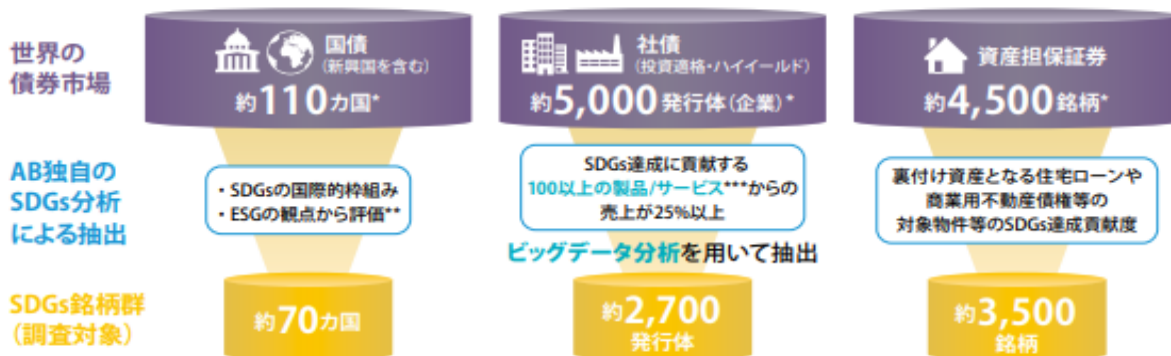 世界の
債券市場
国債
(新興国を含む)
約110カ国*
社債
(投資適格・ハイイールド)
約5,000発行体(企業)*
資産担保証券
約4,500銘柄*
AB独自の
SDGs分析
による抽出
・SDGsの国際的枠組み
・ESGの観点から評価**
SDGs達成に貢献する
100以上の製品/サービス***からの
売上が25%以上
ビッグデータ分析を用いて抽出
裏付け資産となる住宅ローンや
商業用不動産債権等の
対象物件等のSDGs達成貢献度
SDGs銘柄群
(調査対象)
約70カ国
約2,700
発行体
約3,500
銘柄